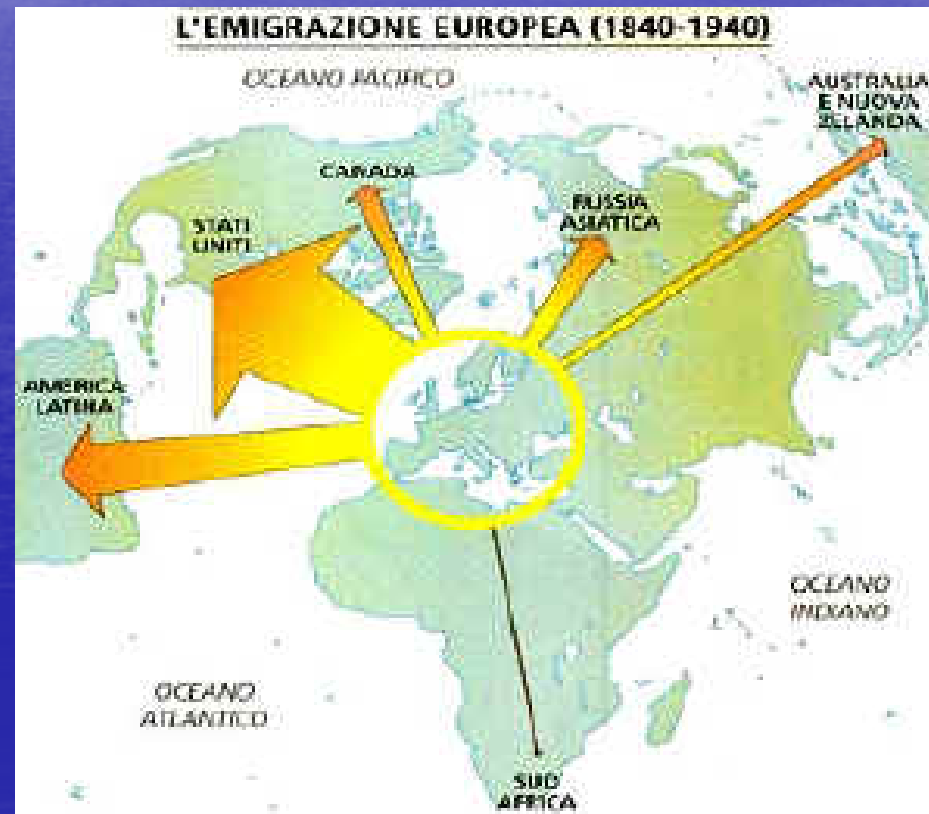 L'EMIGRAZIONE EUROPEA (1840-1940)
OCEANO PACIFICO
AUSTRALIA
E NUOVA
ZELANDA
CANADA
RUSSIA
ASIATICA
STATI
UNITI
AMERICA
LATINA
OCEANO
INDIANO
OCEANO
ATLANTICO
SUD
AFRICA